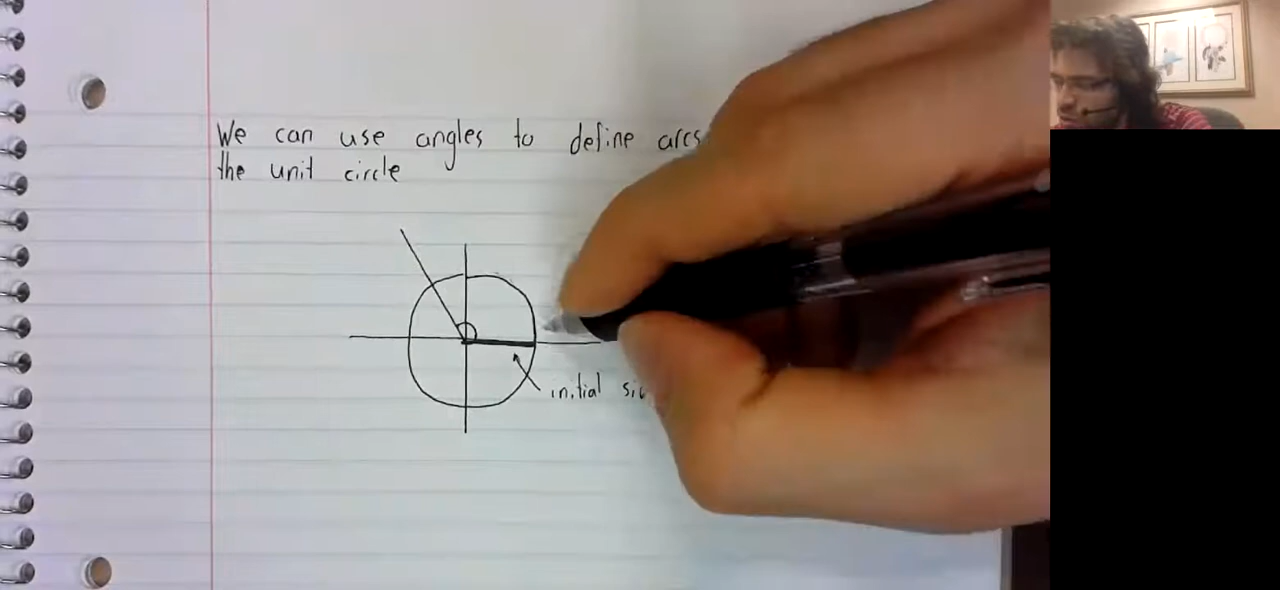 We can use angles to define arcs
the unit circle
initial